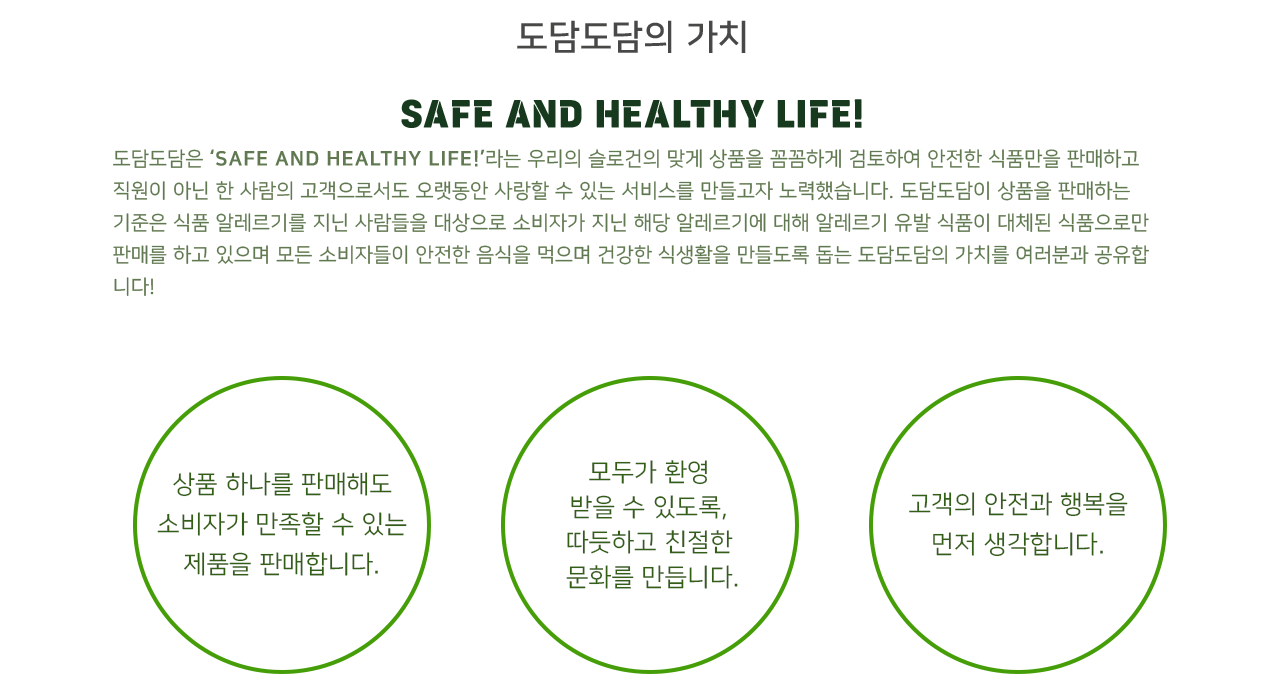 도담도담의 가치
SAFE AND HEALTHY LIFE!
도담도담은 ‘SAFE AND HEALTHY LIFE!’라는 우리의 슬로건의 맞게 상품을 꼼꼼하게 검토하여 안전한 식품만을 판매하고
직원이 아닌 한 사람의 고객으로서도 오랫동안 사랑할 수 있는 서비스를 만들고자 노력했습니다. 도담도담이 상품을 판매하는
기준은 식품 알레르기를 지닌 사람들을 대상으로 소비자가 지닌 해당 알레르기에 대해 알레르기 유발 식품이 대체된 식품으로만
판매를 하고 있으며 모든 소비자들이 안전한 음식을 먹으며 건강한 식생활을 만들도록 돕는 도담도담의 가치를 여러분과 공유합
니다!
상품 하나를 판매해도
소비자가 만족할 수 있는
제품을 판매합니다.
모두가 환영
받을 수 있도록,
따듯하고 친절한
문화를 만듭니다.
고객의 안전과 행복을
먼저 생각합니다.